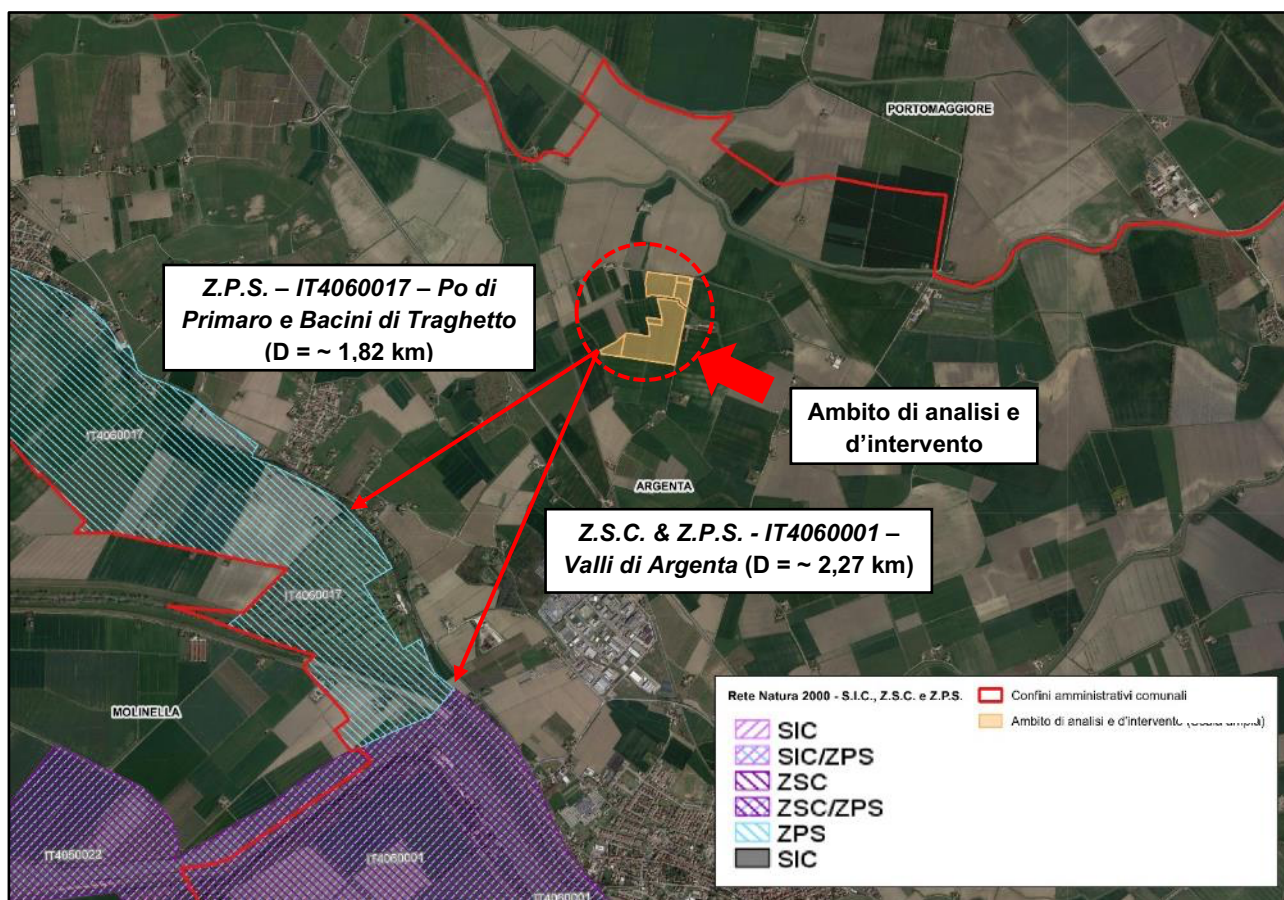 PORTOMAGGIORE
Z.P.S. – IT4060017 – Po di
Primaro e Bacini di Traghetto
(D = ~ 1,82 km)
Ambito di analisi e
d'intervento
IT4060017
ARGENTA
Z.S.C. & Z.P.S. - IT4060001 –
Valli di Argenta (D = ~ 2,27 km)
IT4060017
MOLINELLA
IT4050022
IT4060001
IT4060001
Rete Natura 2000 - S.I.C., Z.S.C. e Z.P.S.
SIC
SIC/ZPS
ZSC
ZSC/ZPS
ZPS
SIC
Confini amministrativi comunali
Ambito di analisi e d'intervento